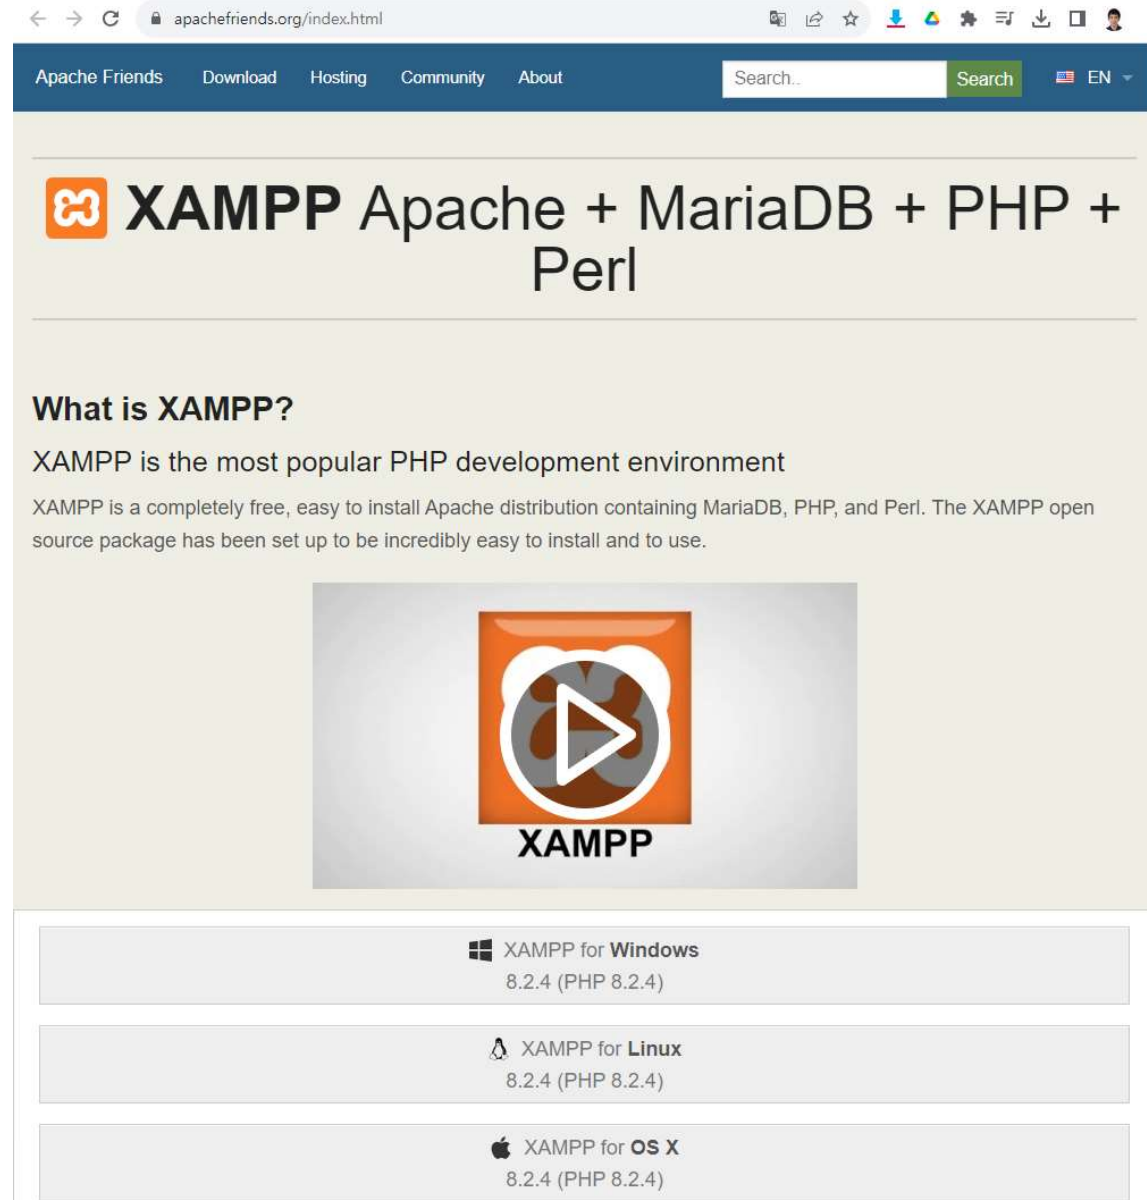 apachefriends.org/index.html
Apache Friends Download Hosting Community About Search.. Search EN
XAMPP Apache + MariaDB + PHP +
Perl
What is XAMPP?
XAMPP is the most popular PHP development environment
XAMPP is a completely free, easy to install Apache distribution containing MariaDB, PHP, and Perl. The XAMPP open
source package has been set up to be incredibly easy to install and to use.
XAMPP
XAMPP for Windows
8.2.4 (PHP 8.2.4)
XAMPP for Linux
8.2.4 (PHP 8.2.4)
XAMPP for OS X
8.2.4 (PHP 8.2.4)